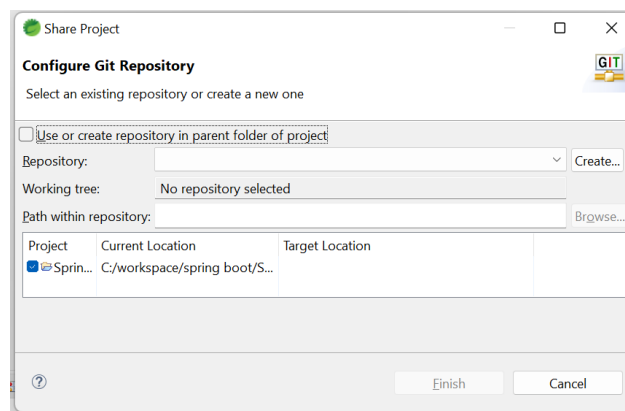 Share Project
Configure Git Repository
GIT
Select an existing repository or create a new one
Use or create repository in parent folder of project
Repository: Create...
Working tree: No repository selected
Path within repository: Browse...
Project Current Location Target Location
Sprin... C:/workspace/spring boot/S...
? Finish Cancel